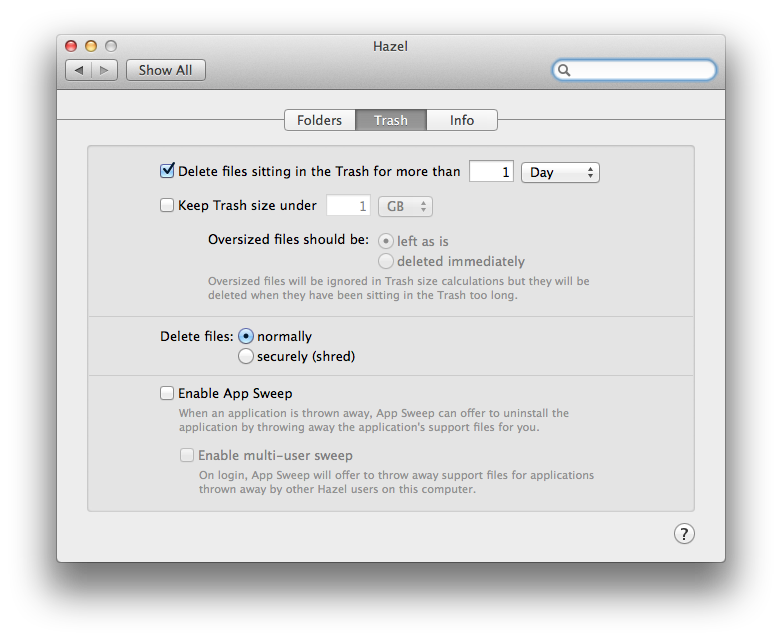 Hazel
Show All
Folders Trash Info
Delete files sitting in the Trash for more than 1 Day
Keep Trash size under 1 GB
Oversized files should be: left as is
deleted immediately
Oversized files will be ignored in Trash size calculations but they will be
deleted when they have been sitting in the Trash too long.
Delete files: normally
securely (shred)
Enable App Sweep
When an application is thrown away, App Sweep can offer to uninstall the
application by throwing away the application's support files for you.
Enable multi-user sweep
On login, App Sweep will offer to throw away support files for applications
thrown away by other Hazel users on this computer.
?